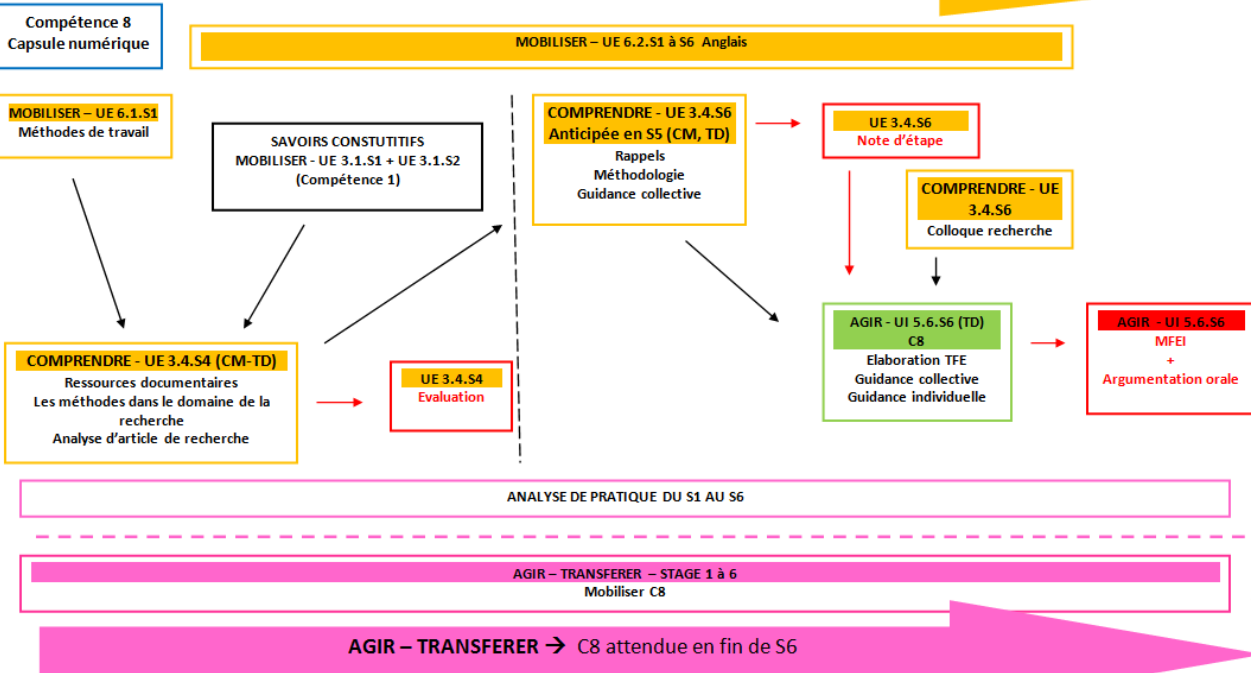 Compétence 8
Capsule numérique
MOBILISER – UE 6.2.S1 à S6 Anglais
MOBILISER – UE 6.1.S1
Méthodes de travail
SAVOIRS CONSTUTITIFS
MOBILISER - UE 3.1.S1 + UE 3.1.S2
(Compétence 1)
COMPRENDRE - UE 3.4.S6
Anticipée en S5 (CM, TD)
Rappels
Méthodologie
Guidance collective
UE 3.4.S6
Note d'étape
COMPRENDRE - UE
3.4.S6
Colloque recherche
COMPRENDRE - UE 3.4.S4 (CM-TD)
Ressources documentaires
Les méthodes dans le domaine de la
recherche
Analyse d'article de recherche
UE 3.4.S4
Evaluation
AGIR - UI 5.6.S6 (TD)
C8
Elaboration TFE
Guidance collective
Guidance individuelle
AGIR - UI 5.6.S6
MFEI
+
Argumentation orale
ANALYSE DE PRATIQUE DU S1 AU S6
AGIR – TRANSFERER – STAGE 1 à 6
Mobiliser C8
AGIR – TRANSFERER → C8 attendue en fin de S6